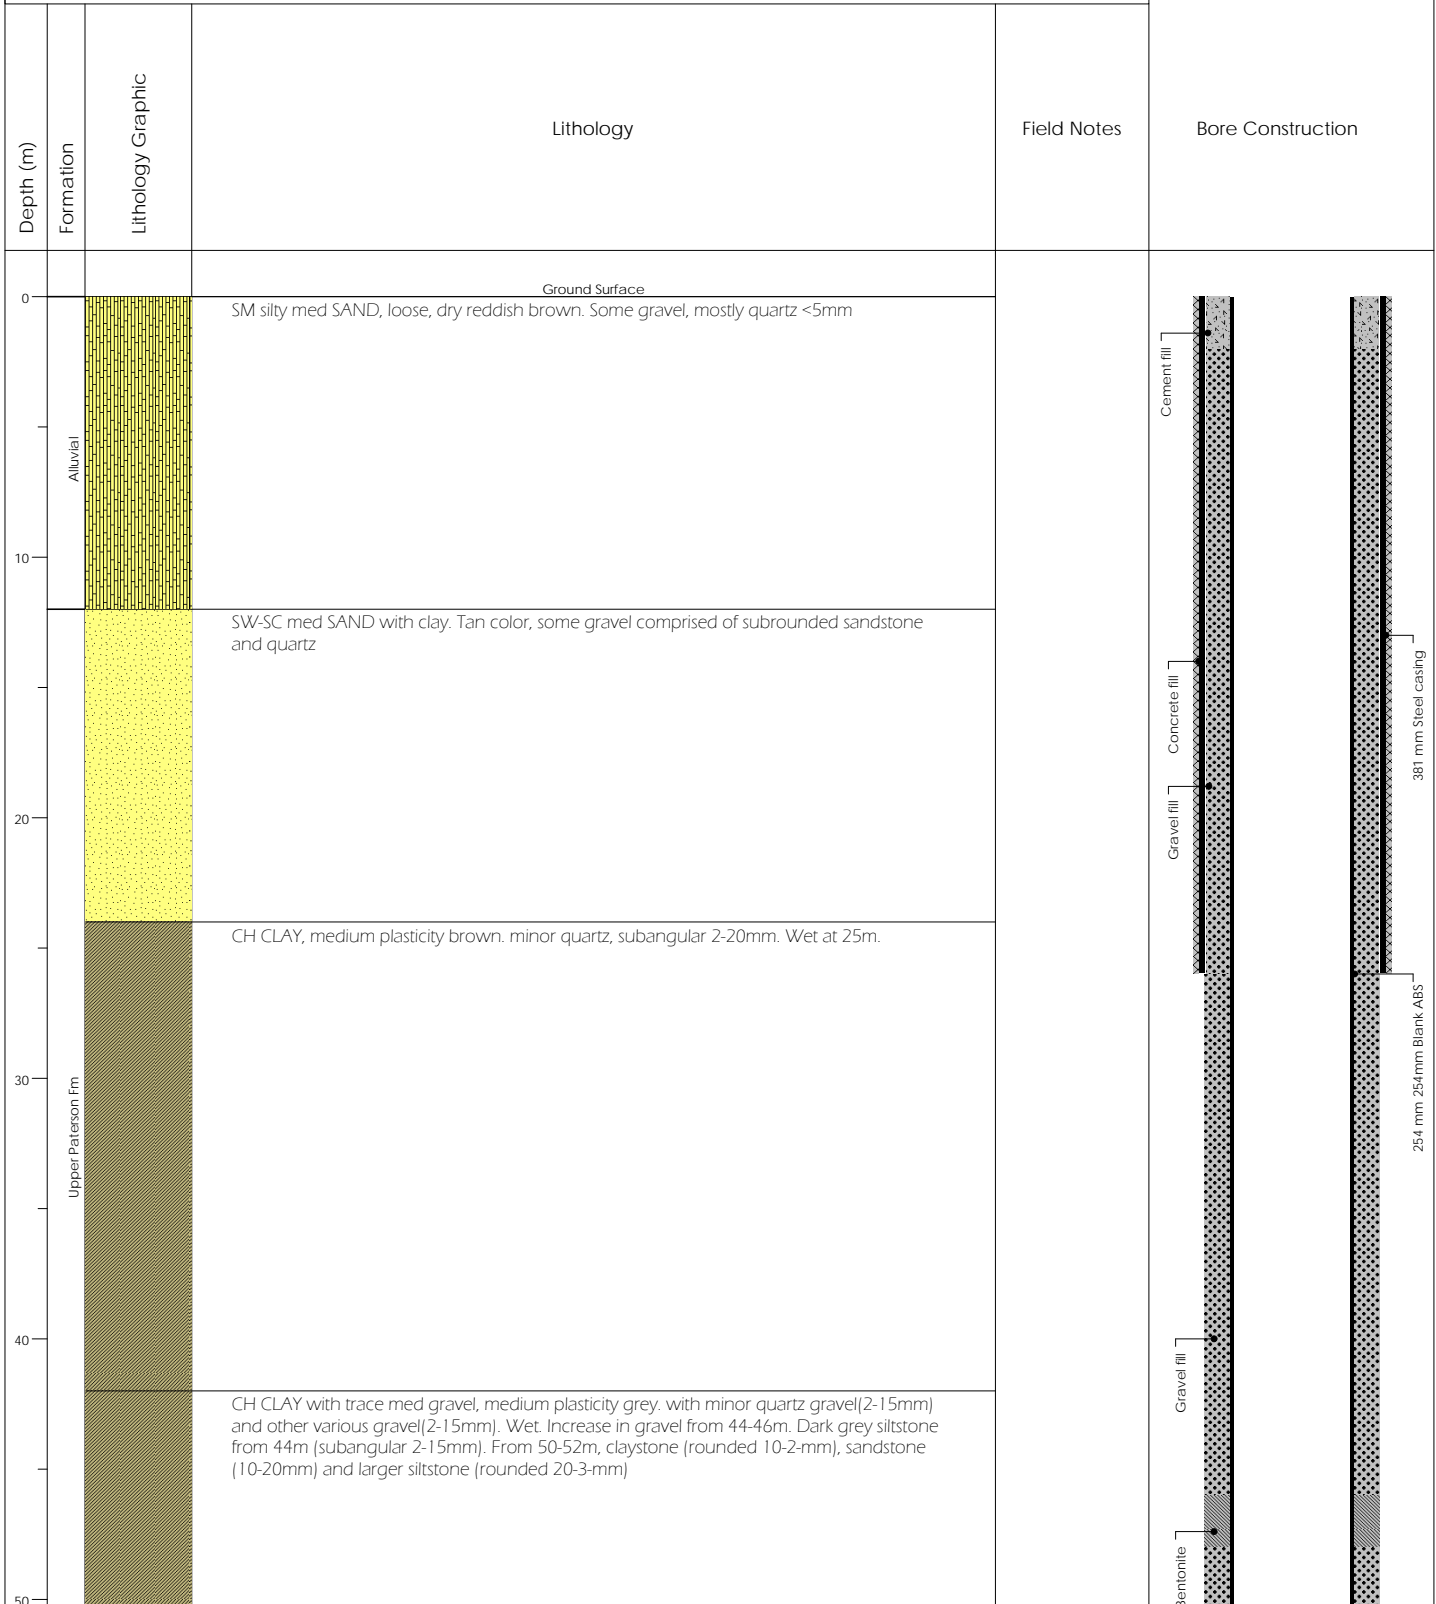 Depth (m)
Formation
Lithology Graphic
Lithology
Field Notes
Bore Construction
Ground Surface
0
SM silty med SAND, loose, dry reddish brown. Some gravel, mostly quartz <5mm
Cement fill
Alluvial
10
SW-SC med SAND with clay. Tan color, some gravel comprised of subrounded sandstone
and quartz
Concrete fill
381 mm Steel casing
Gravel fill
20
CH CLAY, medium plasticity brown. minor quartz, subangular 2-20mm. Wet at 25m.
254 mm 254mm Blank ABS
30
Upper Paterson Fm
40
Gravel fill
CH CLAY with trace med gravel, medium plasticity grey. with minor quartz gravel(2-15mm)
and other various gravel(2-15mm). Wet. Increase in gravel from 44-46m. Dark grey siltstone
from 44m (subangular 2-15mm). From 50-52m, claystone (rounded 10-2-mm), sandstone
(10-20mm) and larger siltstone (rounded 20-3-mm)
entonite
50